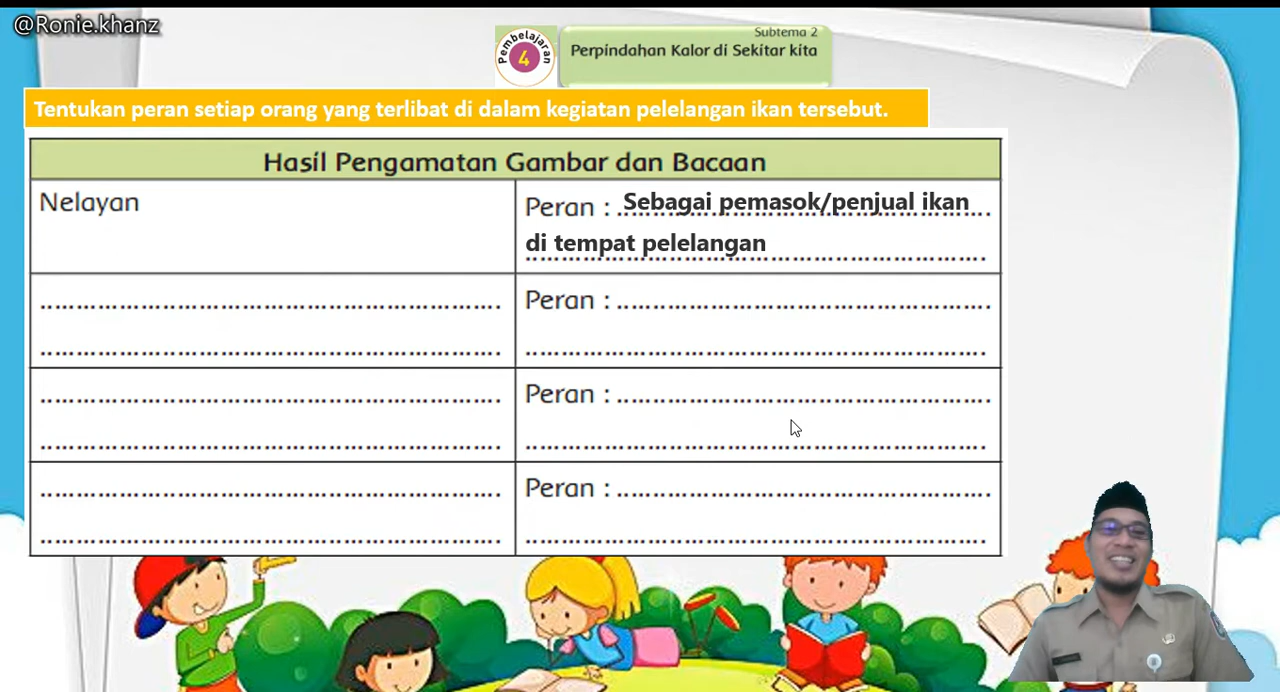 @Ronie.khanz
Pembelajaran
4
Subtema 2
Perpindahan Kalor di Sekitar kita
Tentukan peran setiap orang yang terlibat di dalam kegiatan pelelangan ikan tersebut.
Hasil Pengamatan Gambar dan Bacaan
Nelayan
Peran : Sebagai pemasok/penjual ikan
di tempat pelelangan
Peran :
Peran :
Peran :